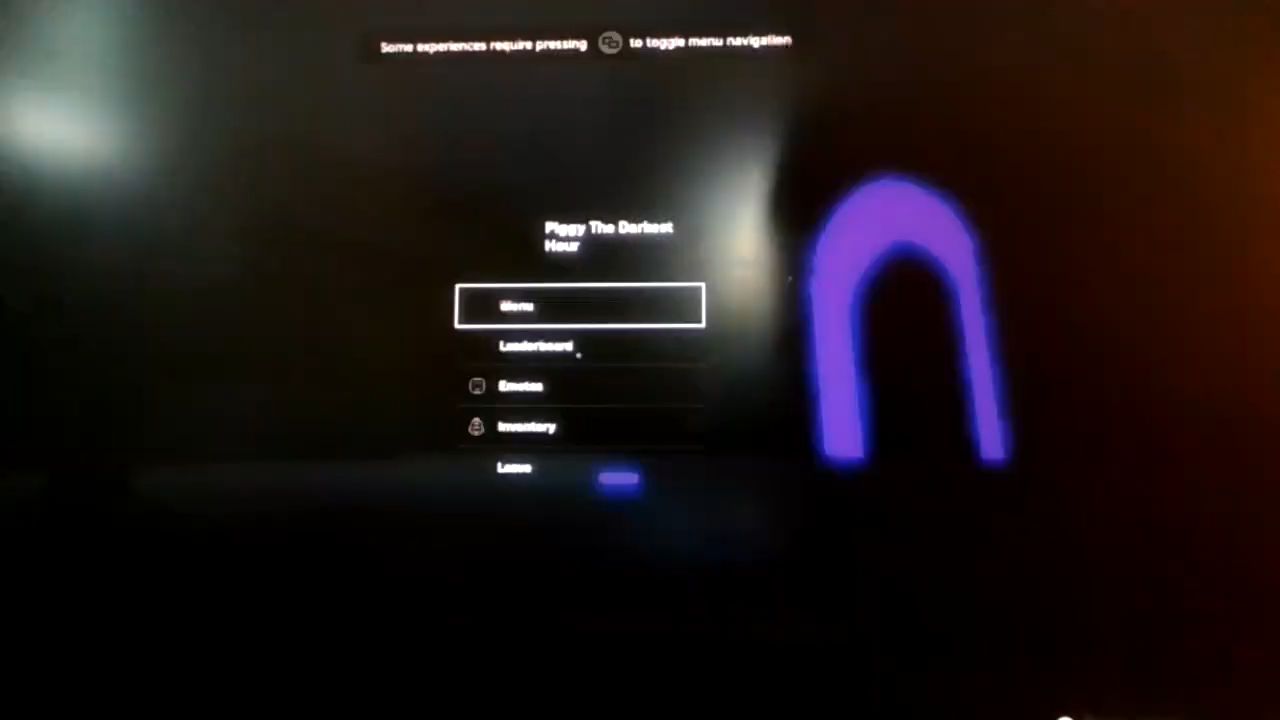 Some experiences require pressing to toggle menu navigation
Piggy The Darkest
Hour
Menu
Leaderboard
Emotes
Inventory
Leave